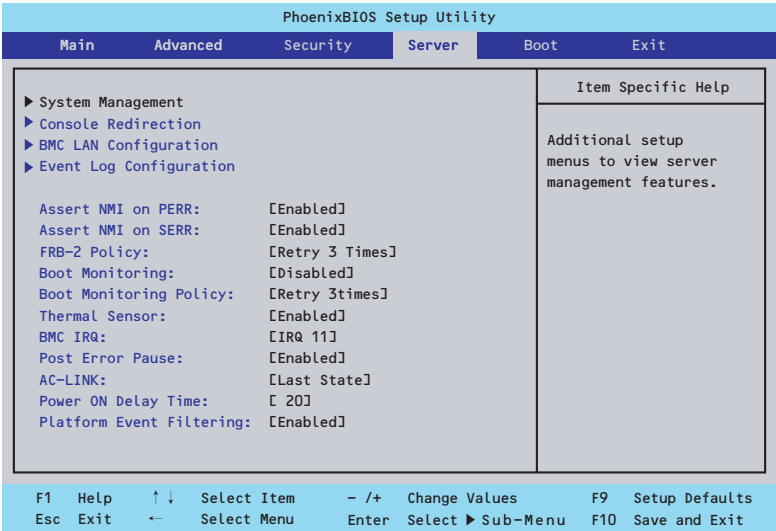 PhoenixBIOS Setup Utility
Main Advanced Security Server Boot Exit
▶ System Management
▶ Console Redirection
▶ BMC LAN Configuration
▶ Event Log Configuration
Assert NMI on PERR: [Enabled]
Assert NMI on SERR: [Enabled]
FRB-2 Policy: [Retry 3 Times]
Boot Monitoring: [Disabled]
Boot Monitoring Policy: [Retry 3times]
Thermal Sensor: [Enabled]
BMC IRQ: [IRQ 11]
Post Error Pause: [Enabled]
AC-LINK: [Last State]
Power ON Delay Time: [ 20]
Platform Event Filtering: [Enabled]
Item Specific Help
Additional setup
menus to view server
management features.
F1 Help ↑↓ Select Item - /+ Change Values F9 Setup Defaults
Esc Exit ← Select Menu Enter Select ▶ Sub-Menu F10 Save and Exit